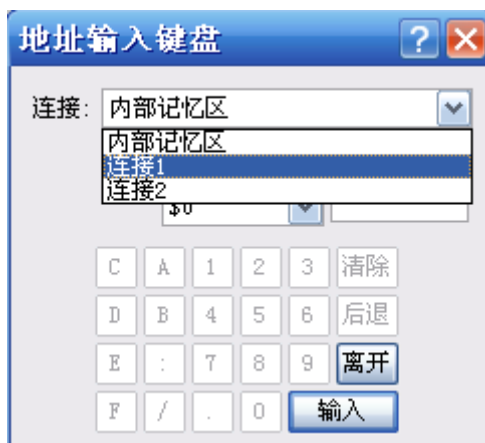 地址输入键盘 ?
连接: 内部记忆区
内部记忆区
连接1
连接2
$0
C A 1 2 3 清除
D B 4 5 6 后退
E : 7 8 9 离开
F / . 0 输入